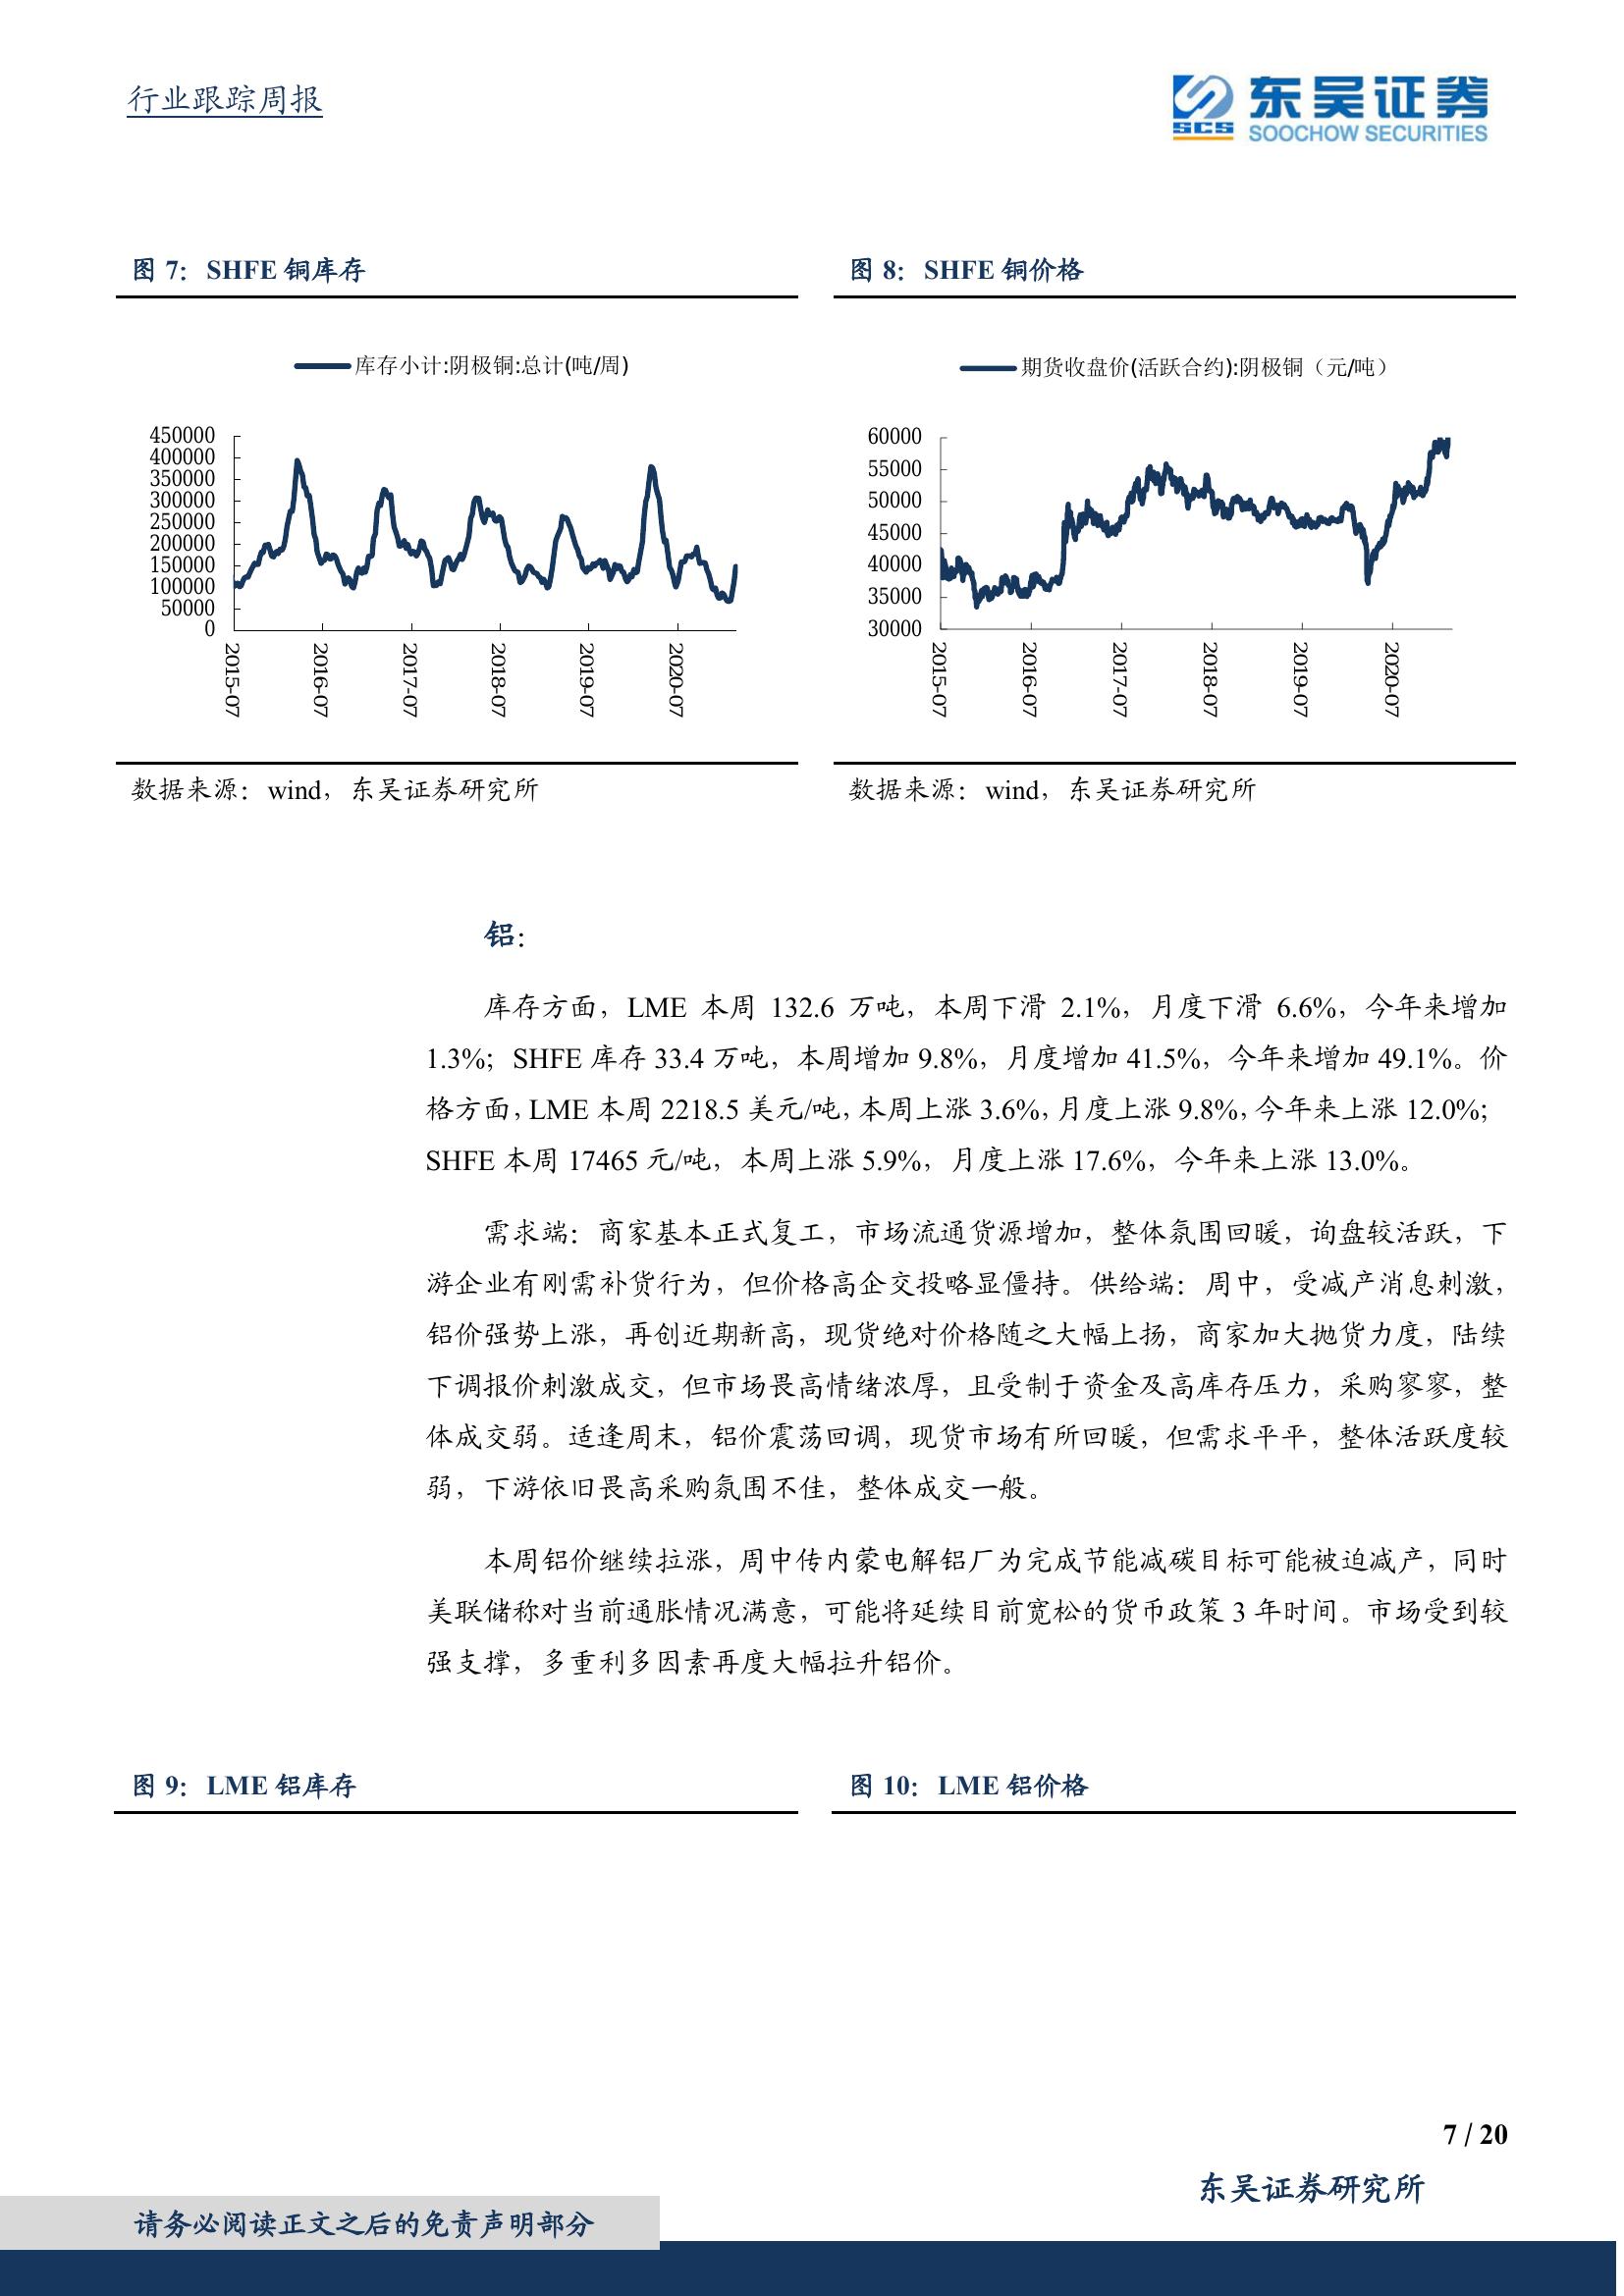 行业跟踪周报
SCS
东吴证券
SOOCHOW SECURITIES
图 7： SHFE 铜库存
库存小计:阴极铜:总计(吨/周)
450000
400000
350000
300000
250000
200000
150000
100000
50000
0
2015-07
2016-07
2017-07
2018-07
2019-07
2020-07
数据来源：wind，东吴证券研究所
图 8： SHFE 铜价格
期货收盘价(活跃合约):阴极铜（元/吨）
60000
55000
50000
45000
40000
35000
30000
2015-07
2016-07
2017-07
2018-07
2019-07
2020-07
数据来源：wind，东吴证券研究所
铝：
库存方面，LME 本周 132.6 万吨，本周下滑 2.1%，月度下滑 6.6%，今年来增加
1.3%；SHFE 库存 33.4 万吨，本周增加 9.8%，月度增加 41.5%，今年来增加 49.1%。价
格方面，LME 本周 2218.5 美元/吨，本周上涨 3.6%，月度上涨 9.8%，今年来上涨 12.0%；
SHFE 本周 17465 元/吨，本周上涨 5.9%，月度上涨 17.6%，今年来上涨 13.0%。
需求端：商家基本正式复工，市场流通货源增加，整体氛围回暖，询盘较活跃，下
游企业有刚需补货行为，但价格高企交投略显僵持。供给端：周中，受减产消息刺激，
铝价强势上涨，再创近期新高，现货绝对价格随之大幅上扬，商家加大抛货力度，陆续
下调报价刺激成交，但市场畏高情绪浓厚，且受制于资金及高库存压力，采购寥寥，整
体成交弱。适逢周末，铝价震荡回调，现货市场有所回暖，但需求平平，整体活跃度较
弱，下游依旧畏高采购氛围不佳，整体成交一般。
本周铝价继续拉涨，周中传内蒙电解铝厂为完成节能减碳目标可能被迫减产，同时
美联储称对当前通胀情况满意，可能将延续目前宽松的货币政策 3 年时间。市场受到较
强支撑，多重利多因素再度大幅拉升铝价。
图 9： LME 铝库存
图 10： LME 铝价格
7 / 20
东吴证券研究所
请务必阅读正文之后的免责声明部分